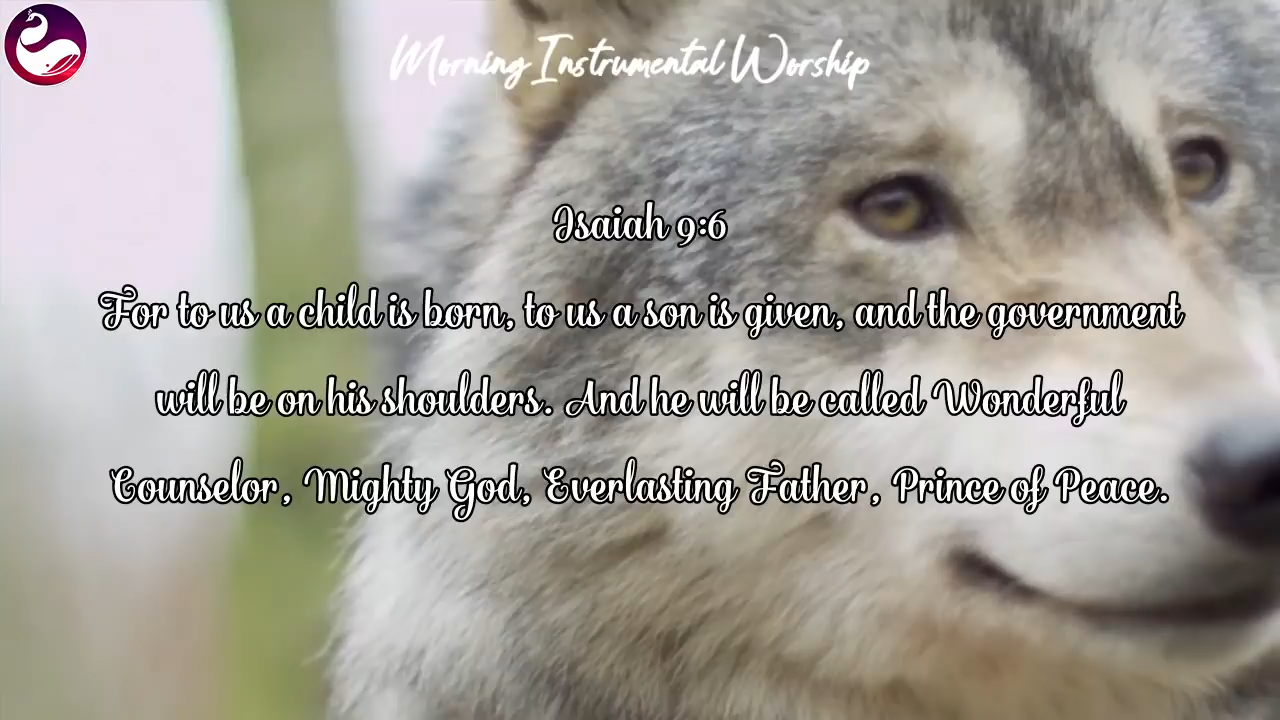 Morning Instrumental Worship
Isaiah 9:6
For to us a child is born, to us a son is given, and the government
will be on his shoulders. And he will be called Wonderful
Counselor, Mighty God, Everlasting Father, Prince of Peace.